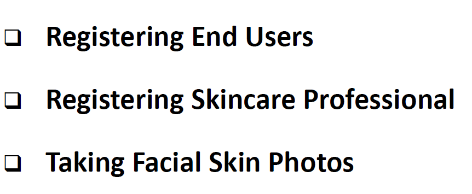 ❑ Registering End Users
❑ Registering Skincare Professional
❑ Taking Facial Skin Photos